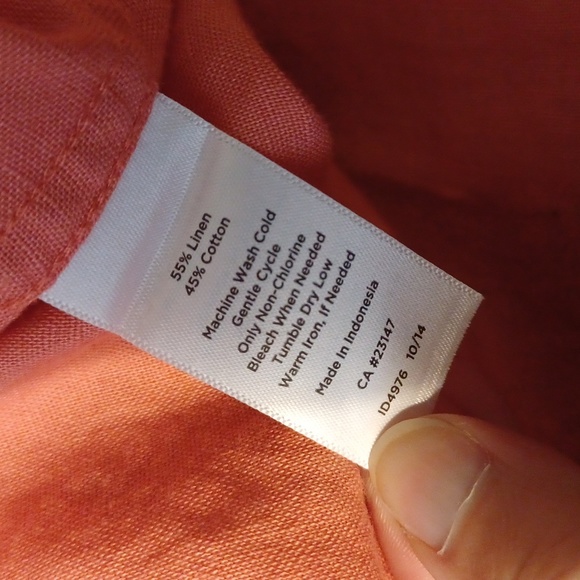 55% Linen
45% Cotton
Machine Wash Cold
Gentle Cycle
Only Non-Chlorine
Bleach When Needed
Tumble Dry Low
Warm Iron, If Needed
Made In Indonesia
CA #23147
ID4976 10/14